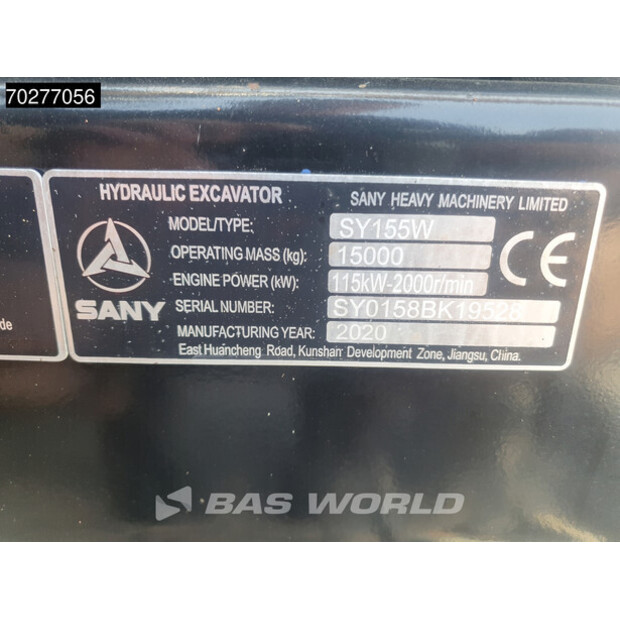 70277056
HYDRAULIC EXCAVATOR SANY HEAVY MACHINERY LIMITED
MODEL/TYPE: SY155W
OPERATING MASS (kg): 15000
ENGINE POWER (kW): 115kW-2000r/min
SERIAL NUMBER: SY0158BK19528
MANUFACTURING YEAR: 2020
East Huancheng Road, Kunshan Development Zone, Jiangsu, China.
SANY
CE
de
BAS WORLD